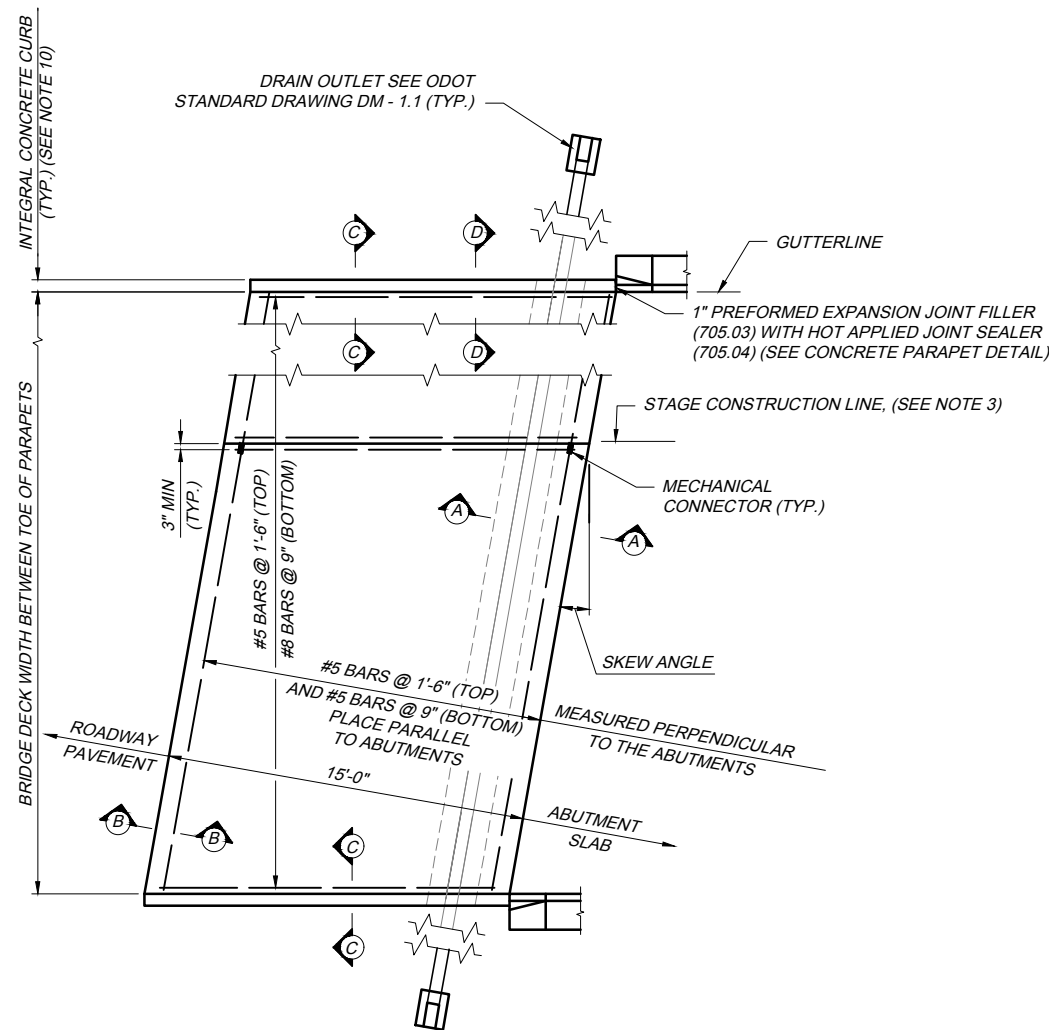 INTEGRAL CONCRETE CURB
(TYP.) (SEE NOTE 10)
DRAIN OUTLET SEE ODOT
STANDARD DRAWING DM - 1.1 (TYP.)
C
D
GUTTERLINE
1" PREFORMED EXPANSION JOINT FILLER
(705.03) WITH HOT APPLIED JOINT SEALER
(705.04) (SEE CONCRETE PARAPET DETAIL)
C
D
STAGE CONSTRUCTION LINE, (SEE NOTE 3)
BRIDGE DECK WIDTH BETWEEN TOE OF PARAPETS
3" MIN
(TYP.)
#5 BARS @ 1'-6" (TOP)
#8 BARS @ 9" (BOTTOM)
MECHANICAL
CONNECTOR (TYP.)
A
A
SKEW ANGLE
#5 BARS @ 1'-6" (TOP)
AND #5 BARS @ 9" (BOTTOM)
PLACE PARALLEL
TO ABUTMENTS
MEASURED PERPENDICULAR
TO THE ABUTMENTS
ROADWAY
PAVEMENT
15'-0"
ABUTMENT
SLAB
B
B
C
C